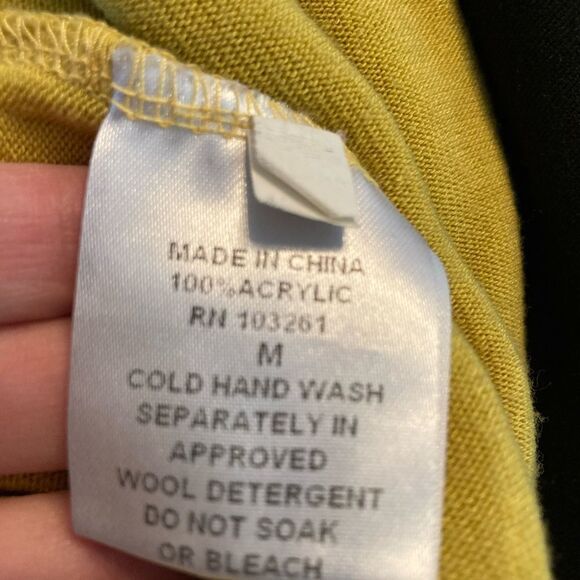 MADE IN CHINA
100%ACRYLIC
RN 103261
M
COLD HAND WASH
SEPARATELY IN
APPROVED
WOOL DETERGENT
DO NOT SOAK
OR BLEACH